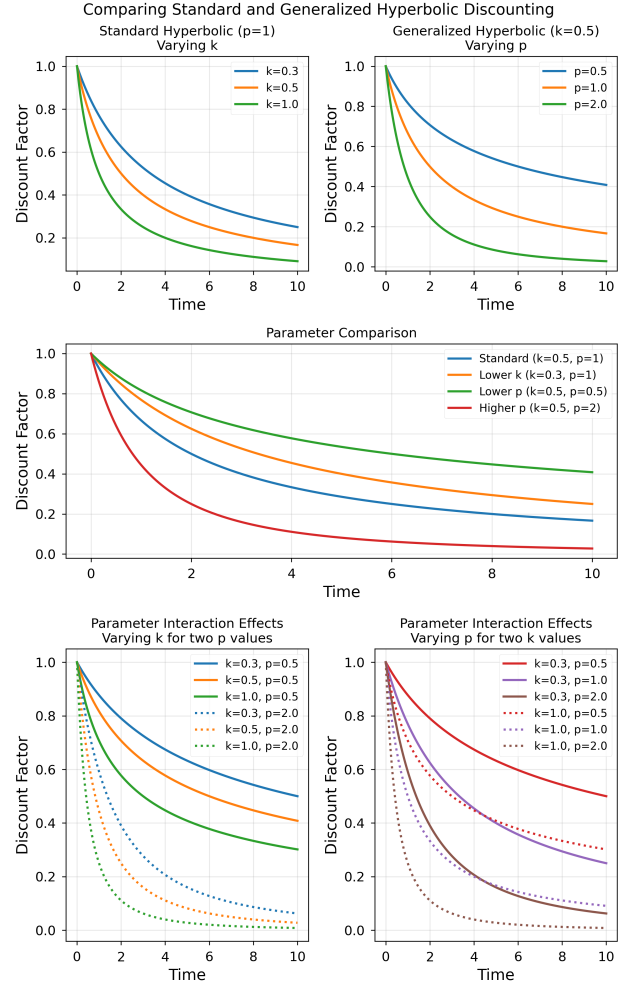 Comparing Standard and Generalized Hyperbolic Discounting
Standard Hyperbolic (p=1)
Varying k
Discount Factor
1.0
0.8
0.6
0.4
0.2
k=0.3
k=0.5
k=1.0
0 2 4 6 8 10
Time
Generalized Hyperbolic (k=0.5)
Varying p
Discount Factor
1.0
0.8
0.6
0.4
0.2
0.0
p=0.5
p=1.0
p=2.0
0 2 4 6 8 10
Time
Parameter Comparison
Discount Factor
1.0
0.8
0.6
0.4
0.2
0.0
Standard (k=0.5, p=1)
Lower k (k=0.3, p=1)
Lower p (k=0.5, p=0.5)
Higher p (k=0.5, p=2)
0 2 4 6 8 10
Time
Parameter Interaction Effects
Varying k for two p values
Discount Factor
1.0
0.8
0.6
0.4
0.2
0.0
k=0.3, p=0.5
k=0.5, p=0.5
k=1.0, p=0.5
k=0.3, p=2.0
k=0.5, p=2.0
k=1.0, p=2.0
0 2 4 6 8 10
Time
Parameter Interaction Effects
Varying p for two k values
Discount Factor
1.0
0.8
0.6
0.4
0.2
0.0
k=0.3, p=0.5
k=0.3, p=1.0
k=0.3, p=2.0
k=1.0, p=0.5
k=1.0, p=1.0
k=1.0, p=2.0
0 2 4 6 8 10
Time